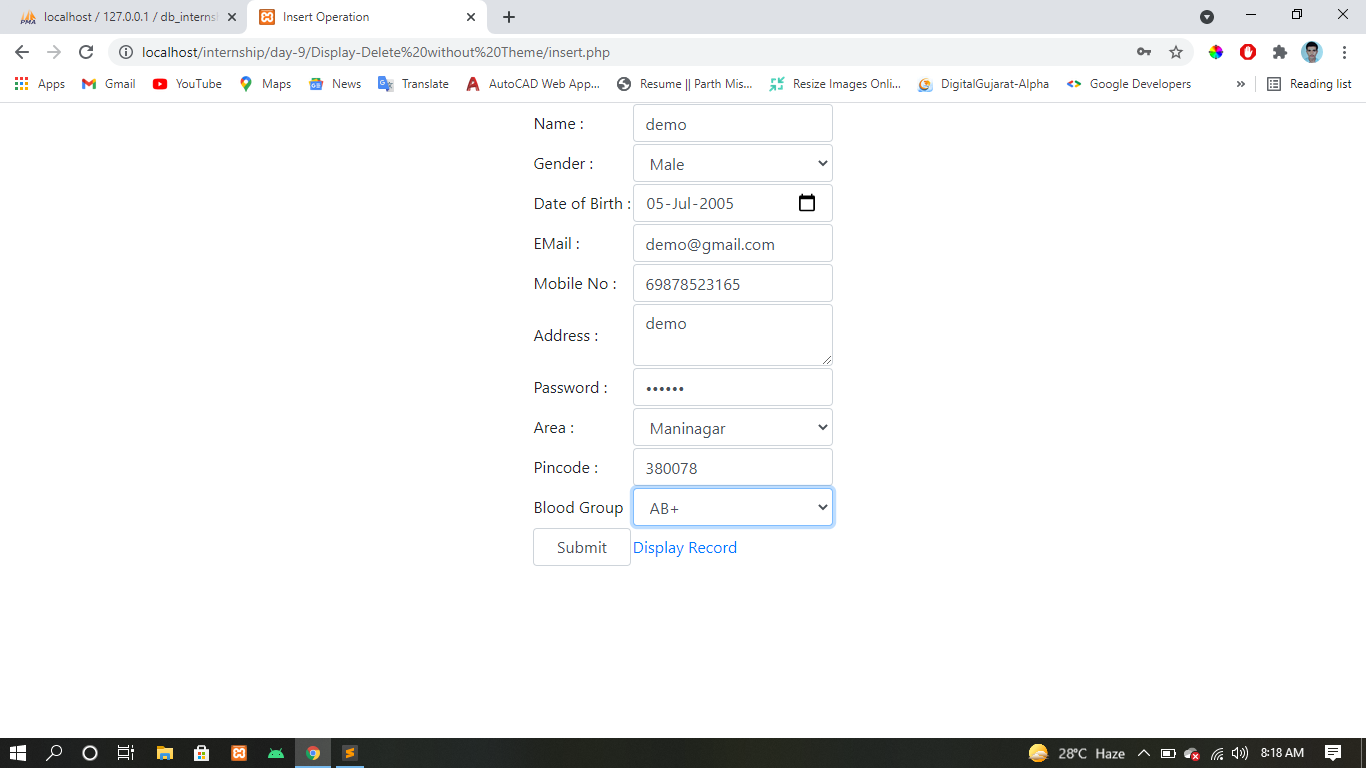 PMA localhost / 127.0.0.1 / db_interns
Insert Operation
localhost/internship/day-9/Display-Delete%20without%20Theme/insert.php
Apps Gmail YouTube Maps News Translate AutoCAD Web App... Resume || Parth Mis... Resize Images Onli... DigitalGujarat-Alpha Google Developers » Reading list
Name : demo
Gender : Male
Date of Birth : 05-Jul-2005
EMail : demo@gmail.com
Mobile No : 69878523165
Address : demo
Password : ••••••
Area : Maninagar
Pincode : 380078
Blood Group AB+
Submit Display Record
28°C Haze 8:18 AM